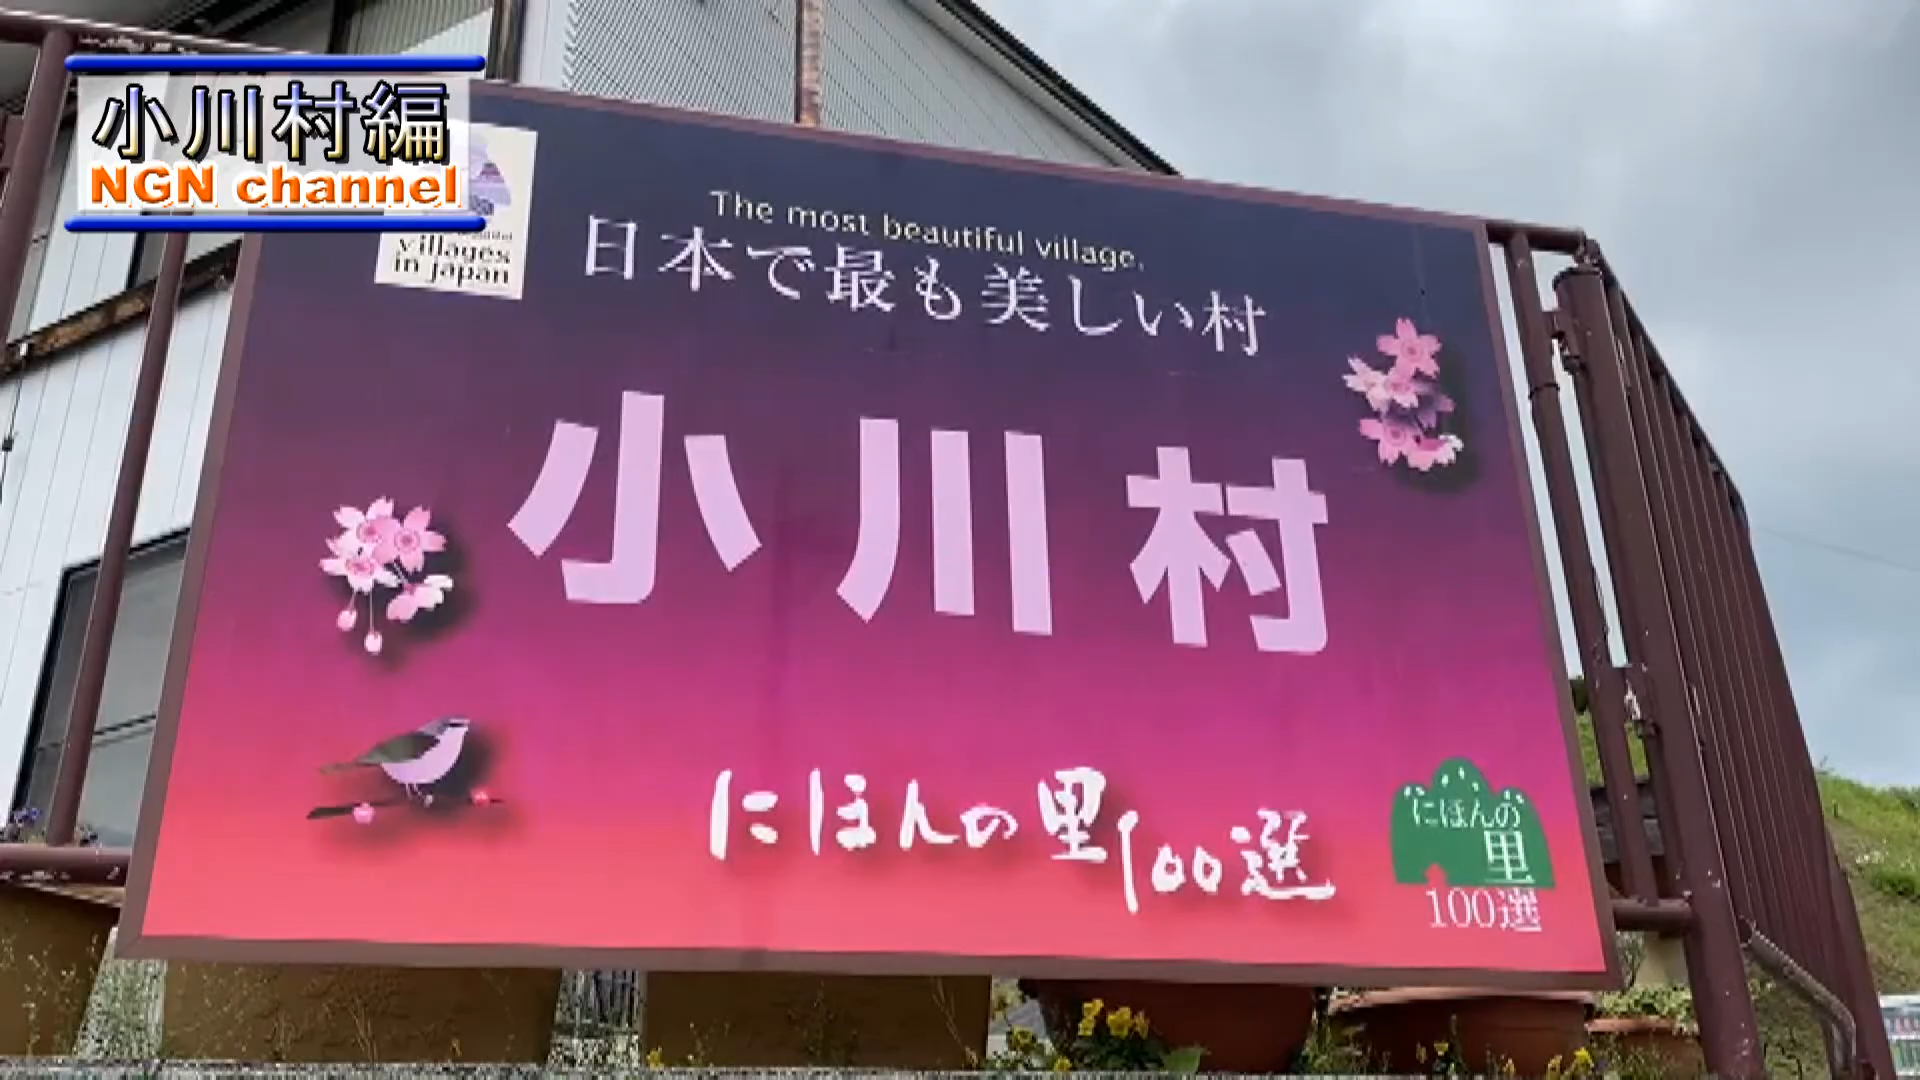 小川村編
NGN channel
villages
in japan
The most beautiful village.
日本で最も美しい村
小川村
にほんの里100選
にほんの
里
100選